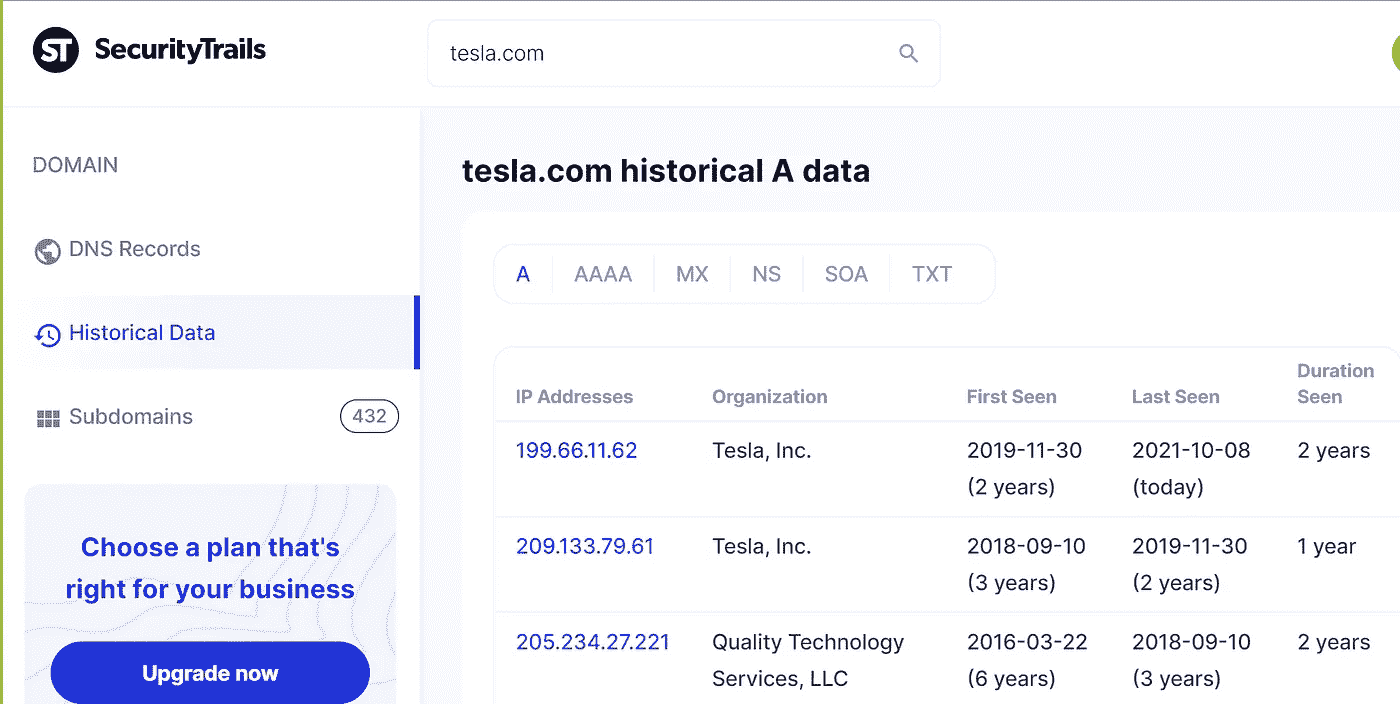 ST SecurityTrails
tesla.com
DOMAIN
DNS Records
Historical Data
Subdomains 432
Choose a plan that's
right for your business
Upgrade now
tesla.com historical A data
A AAAA MX NS SOA TXT
IP Addresses Organization First Seen Last Seen Duration Seen
199.66.11.62 Tesla, Inc. 2019-11-30 2021-10-08 2 years
(2 years) (today)
209.133.79.61 Tesla, Inc. 2018-09-10 2019-11-30 1 year
(3 years) (2 years)
205.234.27.221 Quality Technology 2016-03-22 2018-09-10 2 years
Services, LLC (6 years) (3 years)